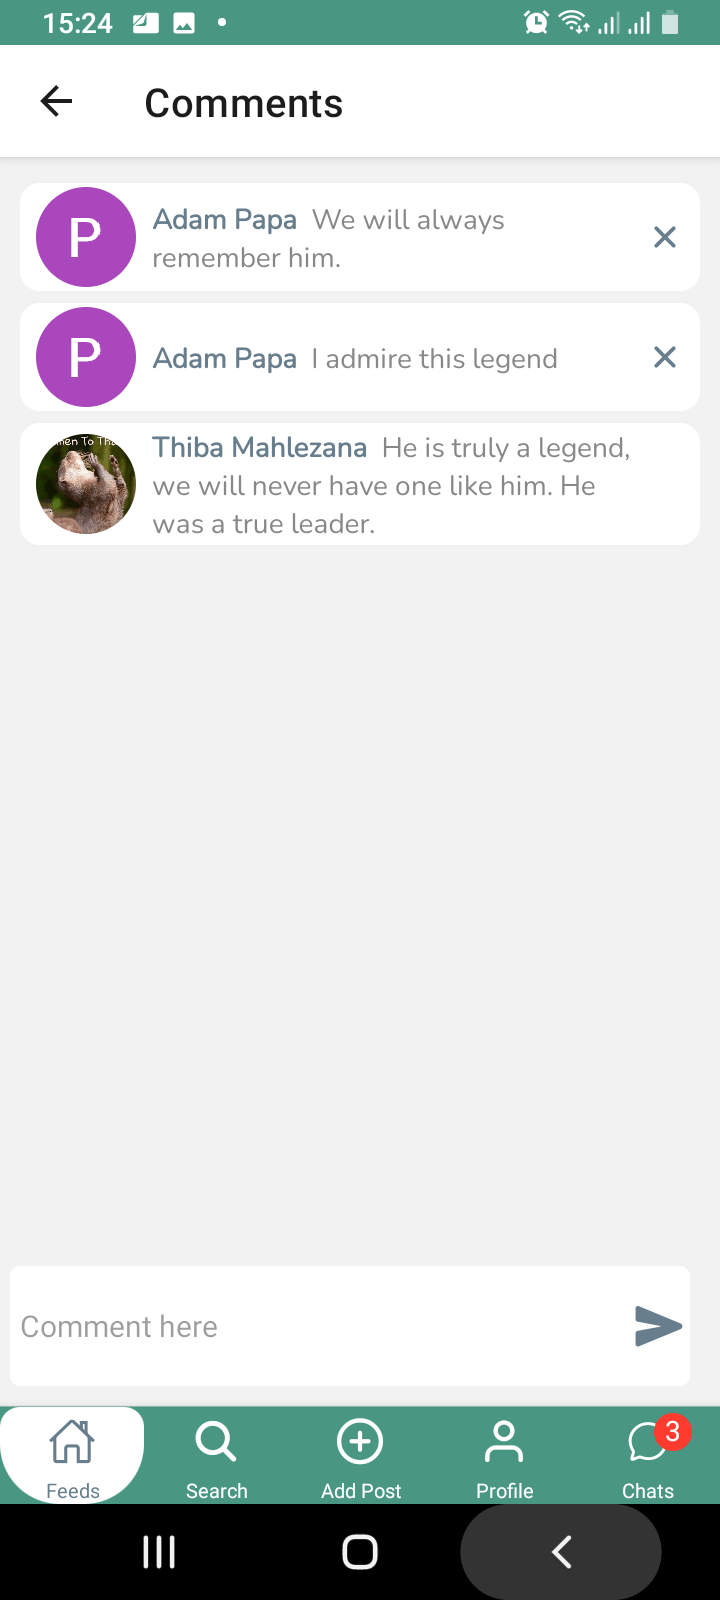 15:24
Comments
P
Adam Papa We will always
remember him.
P
Adam Papa I admire this legend
Thiba Mahlezana He is truly a legend,
we will never have one like him. He
was a true leader.
Comment here
3
Feeds Search Add Post Profile Chats